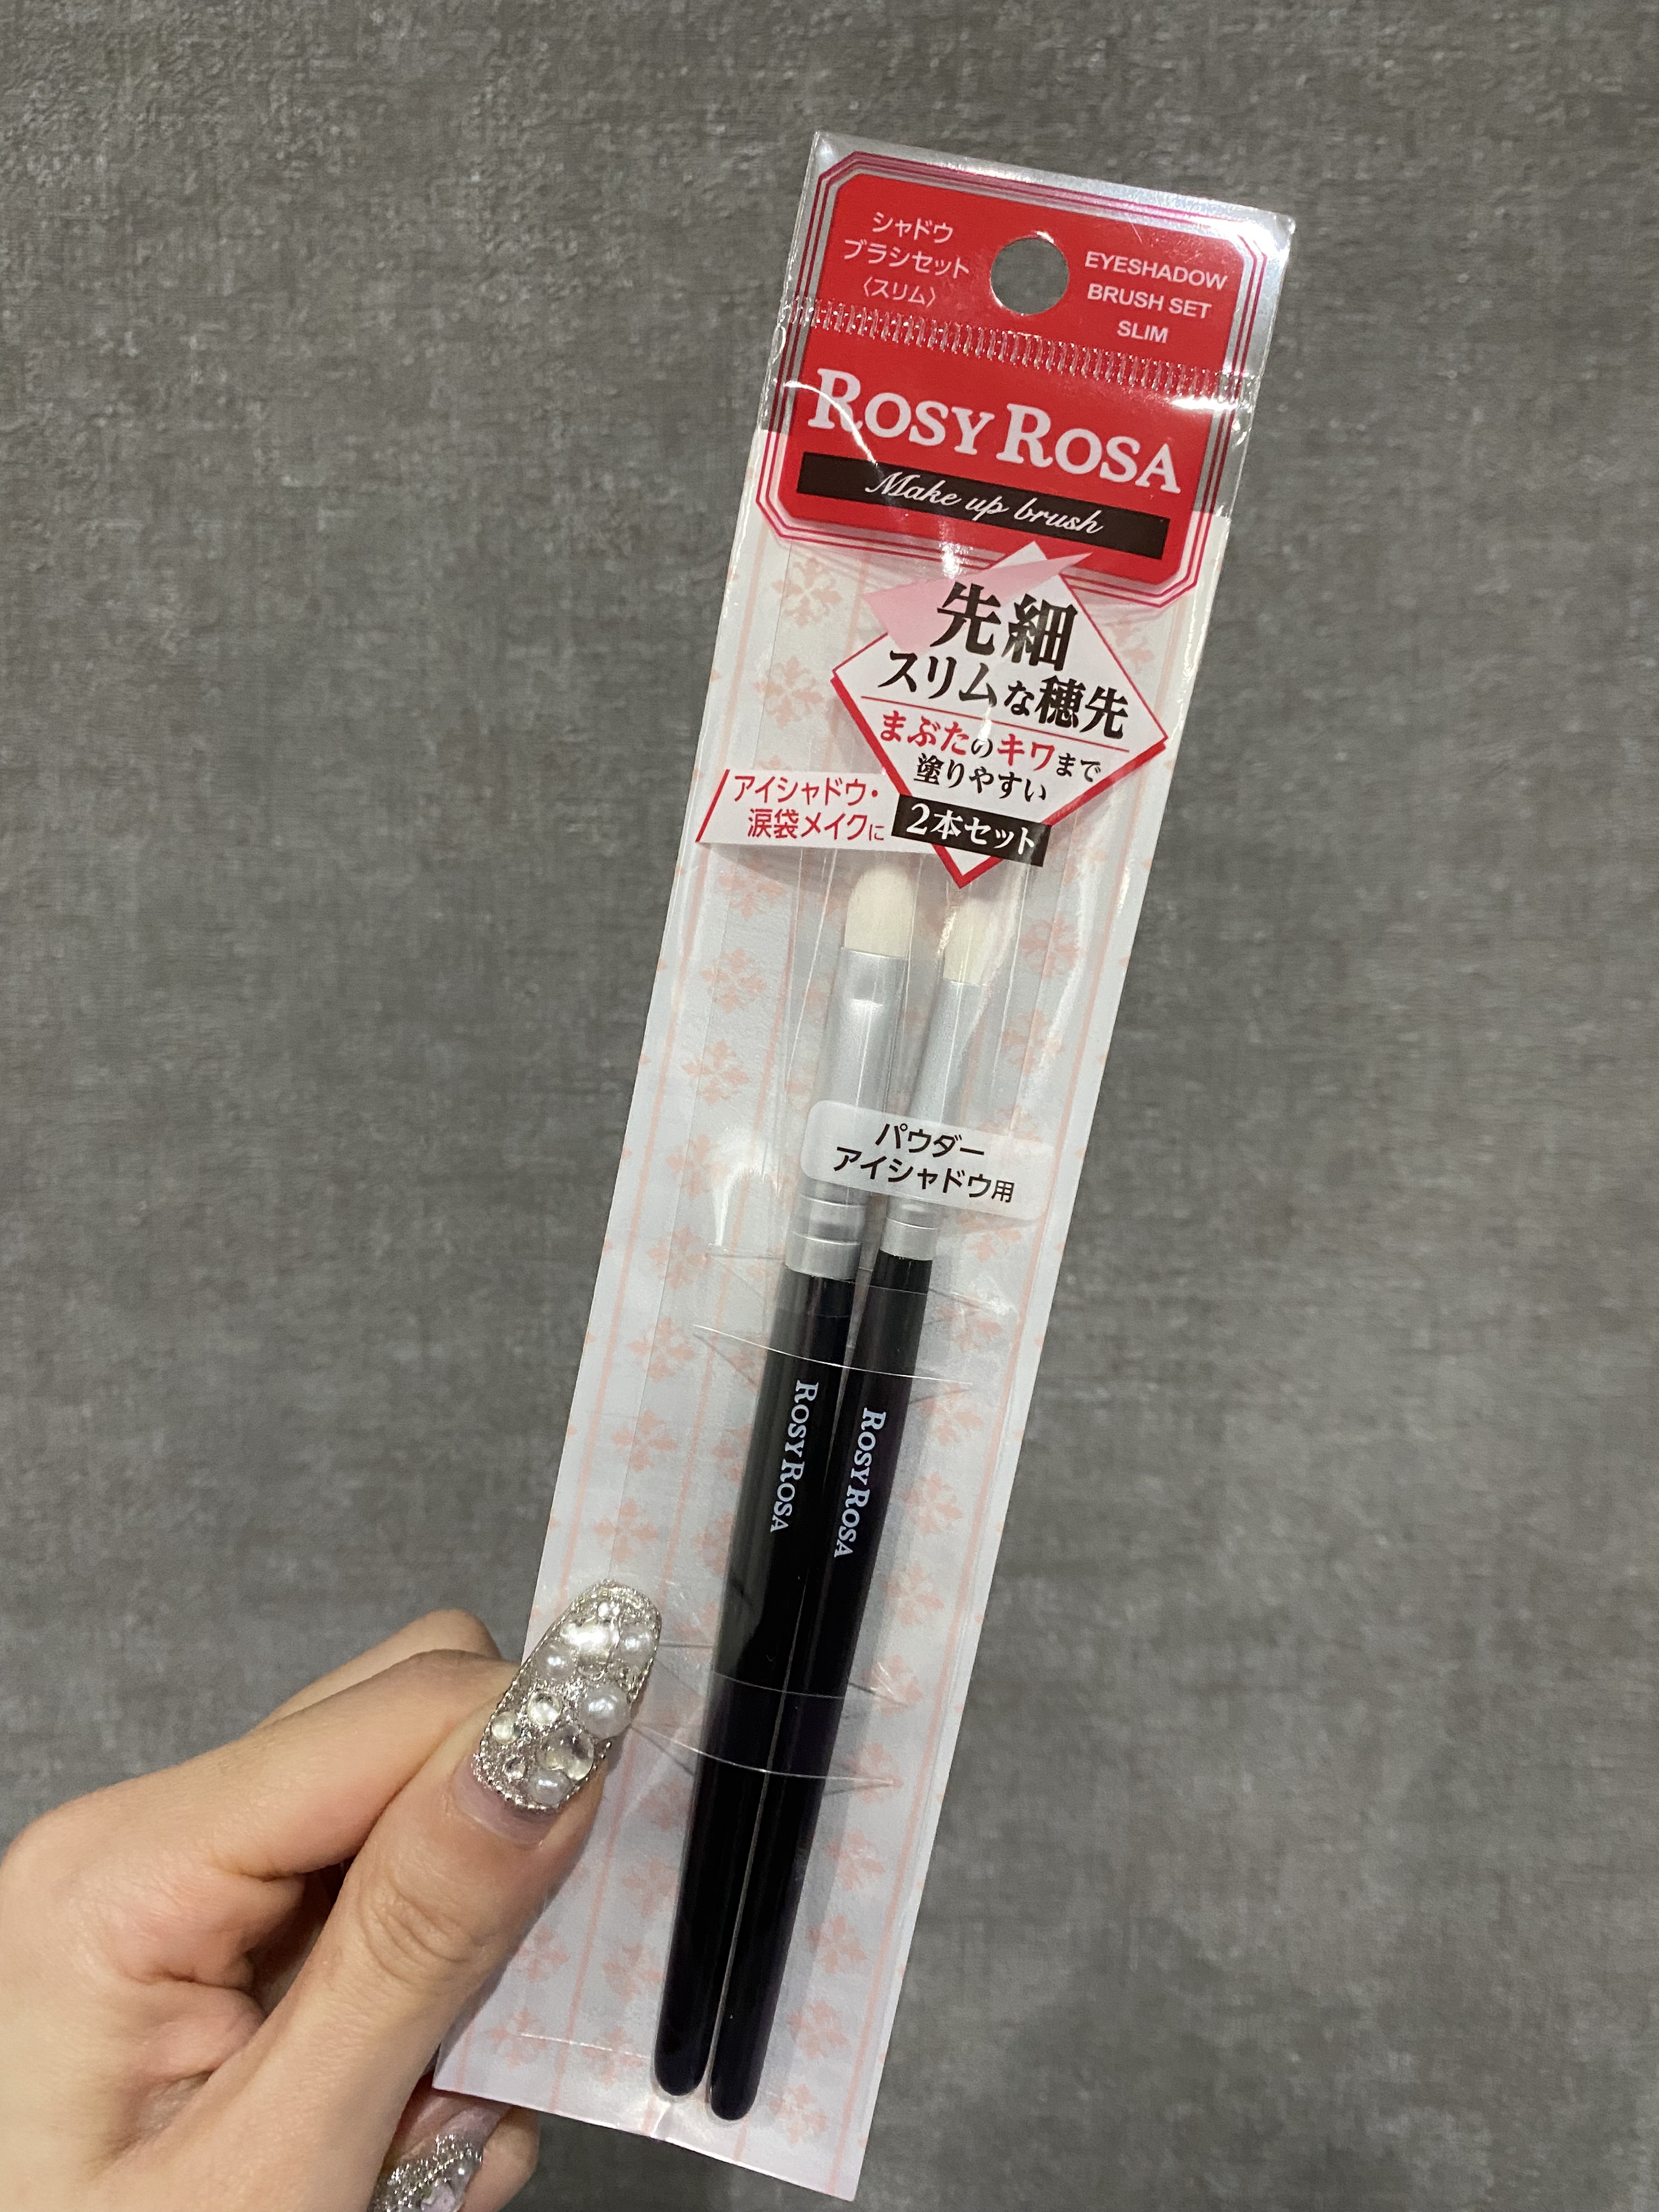 シャドウ
ブラシセット
〈スリム〉
EYESHADOW
BRUSH SET
SLIM
ROSY ROSA
Make up brush
先細
スリムな穂先
まぶたのキワまで
塗りやすい
2本セット
アイシャドウ・
涙袋メイクに
パウダー
アイシャドウ用
ROSY ROSA
ROSY ROSA